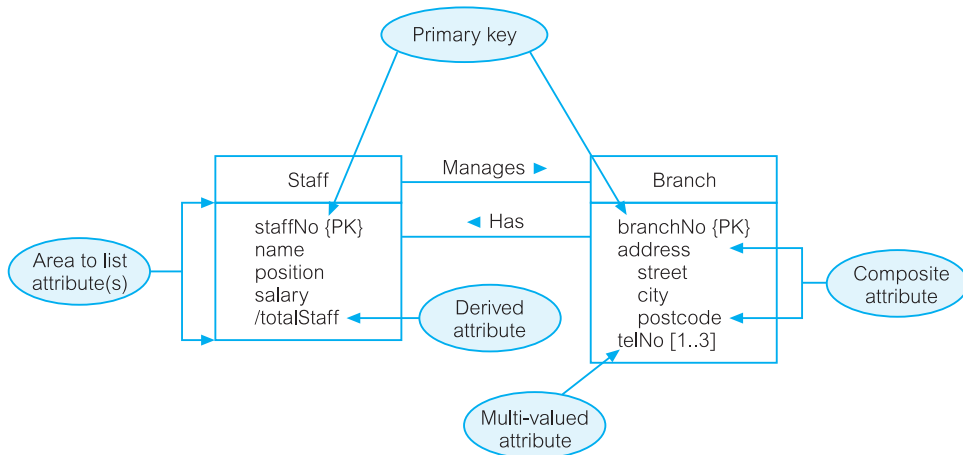 Primary key
Staff
Manages ►
Branch
staffNo {PK}
name
position
salary
/totalStaff
◄ Has
branchNo {PK}
address
street
city
postcode
telNo [1..3]
Area to list
attribute(s)
Derived
attribute
Composite
attribute
Multi-valued
attribute